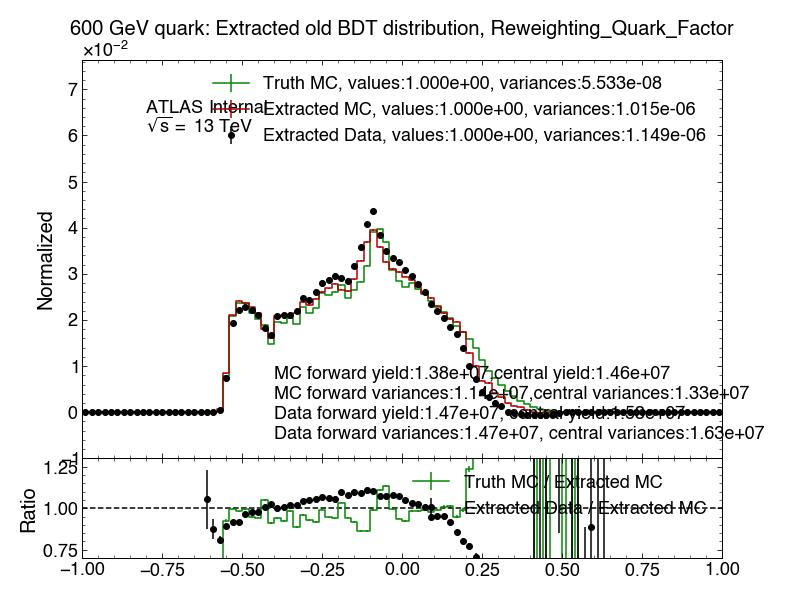 600 GeV quark: Extracted old BDT distribution, Reweighting_Quark_Factor
×10⁻²
Truth MC, values:1.000e+00, variances:5.533e-08
ATLAS Internal
Extracted MC, values:1.000e+00, variances:1.015e-06
√s = 13 TeV
Extracted Data, values:1.000e+00, variances:1.149e-06
7
6
5
4
3
2
1
0
−1
Normalized
MC forward yield:1.38e+07,central yield:1.46e+07
MC forward variances:1.14e+07,central variances:1.33e+07
Data forward yield:1.47e+07, central yield:1.58e+07
Data forward variances:1.47e+07, central variances:1.63e+07
1.25
1.00
0.75
Ratio
Truth MC / Extracted MC
Extracted Data / Extracted MC
−1.00 −0.75 −0.50 −0.25 0.00 0.25 0.50 0.75 1.00